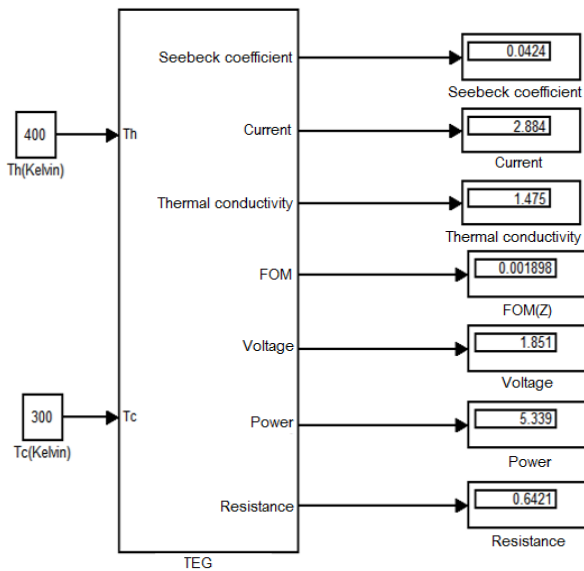 Seebeck coefficient
0.0424
Seebeck coefficient
400
Th
Th(Kelvin)
Current
2.884
Current
Thermal conductivity
1.475
Thermal conductivity
FOM
0.001898
FOM(Z)
Voltage
1.851
Voltage
300
Tc
Tc(Kelvin)
Power
5.339
Power
Resistance
0.6421
Resistance
TEG